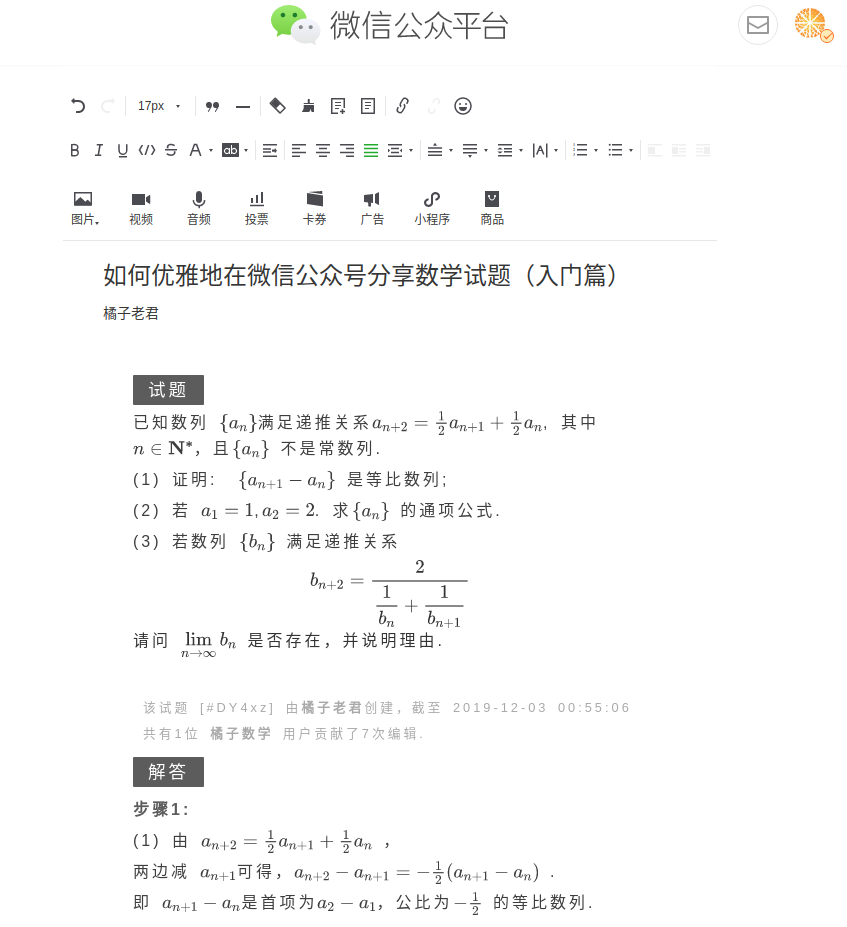 微信公众平台
17px
图片 视频 音频 投票 卡券 广告 小程序 商品
如何优雅地在微信公众号分享数学试题（入门篇）
橘子老君
试题
已知数列 {a_n}满足递推关系a_{n+2} = \frac{1}{2}a_{n+1} + \frac{1}{2}a_n, 其中
n ∈ N*，且{a_n} 不是常数列.
(1) 证明: {a_{n+1} − a_n} 是等比数列;
(2) 若 a_1 = 1, a_2 = 2. 求{a_n} 的通项公式.
(3) 若数列 {b_n} 满足递推关系
b_{n+2} = \frac{2}{\frac{1}{b_n} + \frac{1}{b_{n+1}}}
请问 \lim_{n→∞} b_n 是否存在, 并说明理由.
该试题 [#DY4xz] 由橘子老君创建, 截至 2019-12-03 00:55:06
共有1位 橘子数学 用户贡献了7次编辑.
解答
步骤1:
(1) 由 a_{n+2} = \frac{1}{2}a_{n+1} + \frac{1}{2}a_n ，
两边减 a_{n+1}可得, a_{n+2} − a_{n+1} = −\frac{1}{2}(a_{n+1} − a_n) .
即 a_{n+1} − a_n是首项为a_2 − a_1, 公比为−\frac{1}{2} 的等比数列.